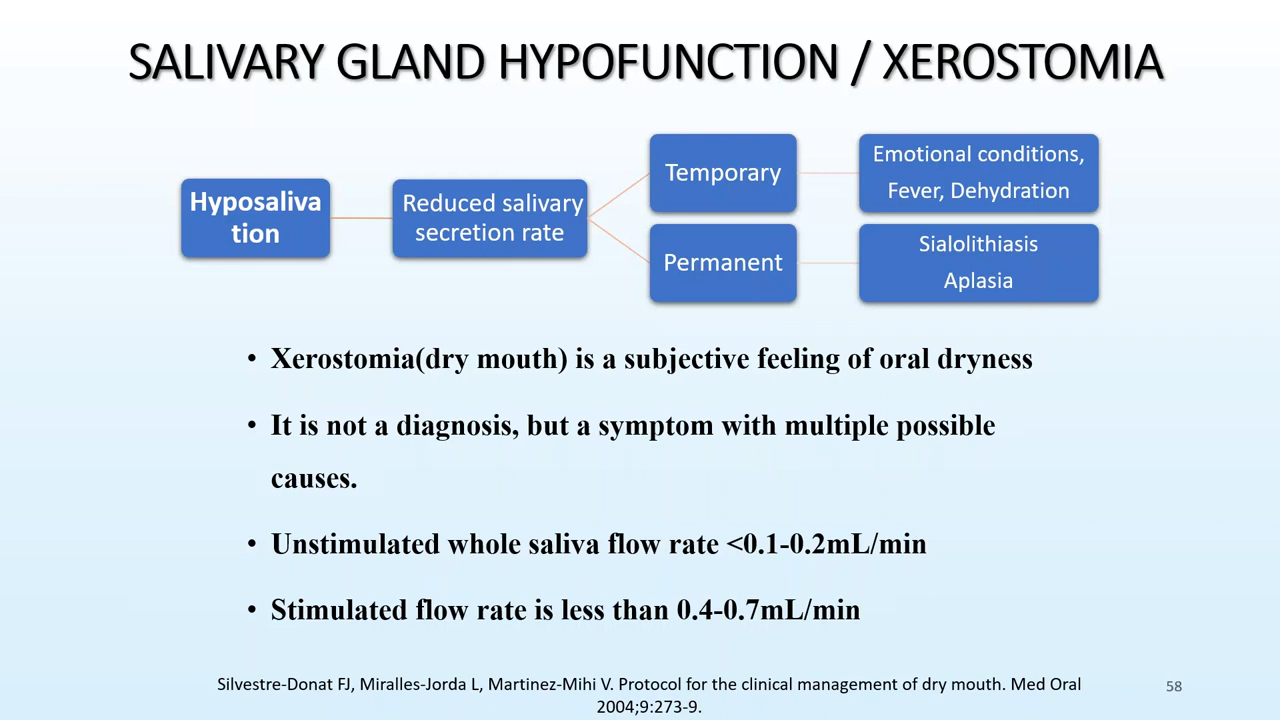 SALIVARY GLAND HYPOFUNCTION / XEROSTOMIA
Hyposaliva
tion
Reduced salivary
secretion rate
Temporary
Emotional conditions,
Fever, Dehydration
Permanent
Sialolithiasis
Aplasia
• Xerostomia(dry mouth) is a subjective feeling of oral dryness
• It is not a diagnosis, but a symptom with multiple possible
causes.
• Unstimulated whole saliva flow rate <0.1-0.2mL/min
• Stimulated flow rate is less than 0.4-0.7mL/min
Silvestre-Donat FJ, Miralles-Jorda L, Martinez-Mihi V. Protocol for the clinical management of dry mouth. Med Oral
2004;9:273-9.
58